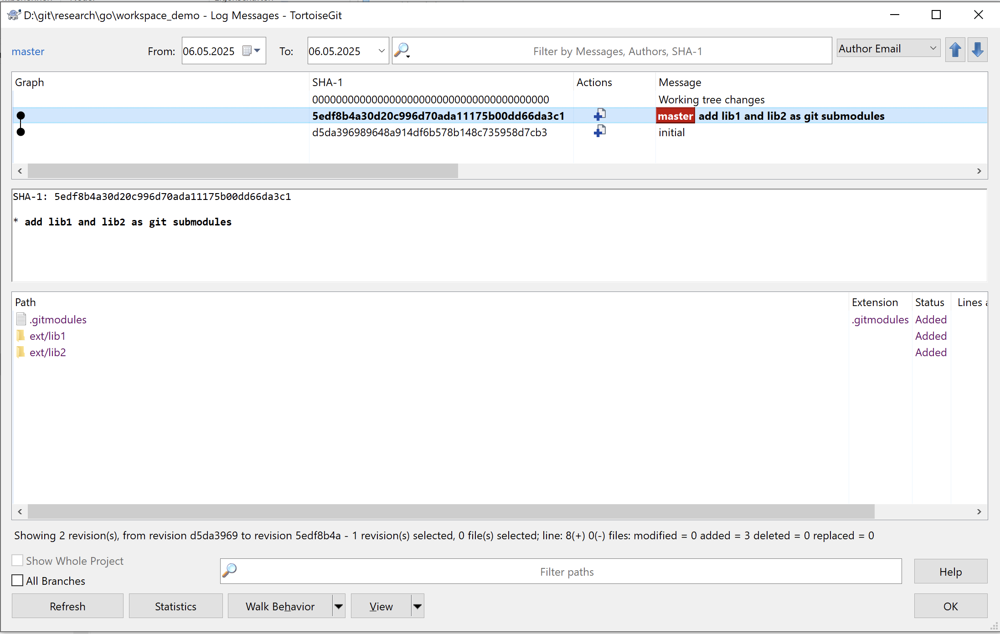 D:\git\research\go\workspace_demo - Log Messages - TortoiseGit
master From: 06.05.2025 To: 06.05.2025 Filter by Messages, Authors, SHA-1 Author Email
Graph SHA-1 Actions Message
0000000000000000000000000000000000000000 Working tree changes
5edf8b4a30d20c996d70ada11175b00dd66da3c1 master add lib1 and lib2 as git submodules
d5da396989648a914df6b578b148c735958d7cb3 initial
SHA-1: 5edf8b4a30d20c996d70ada11175b00dd66da3c1
* add lib1 and lib2 as git submodules
Path Extension Status Lines
.gitmodules .gitmodules Added
ext/lib1 Added
ext/lib2 Added
Showing 2 revision(s), from revision d5da3969 to revision 5edf8b4a - 1 revision(s) selected, 0 file(s) selected; line: 8(+) 0(-) files: modified = 0 added = 3 deleted = 0 replaced = 0
Show Whole Project
Filter paths Help
All Branches
Refresh Statistics Walk Behavior View OK